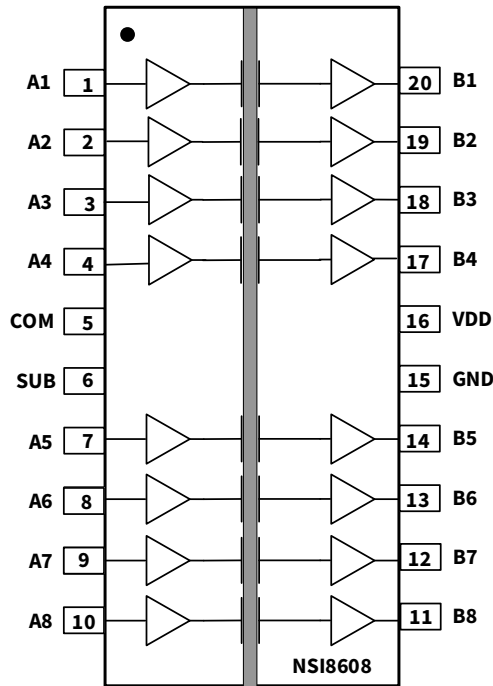 A1 1 20 B1
A2 2 19 B2
A3 3 18 B3
A4 4 17 B4
COM 5 16 VDD
SUB 6 15 GND
A5 7 14 B5
A6 8 13 B6
A7 9 12 B7
A8 10 11 B8
NSI8608